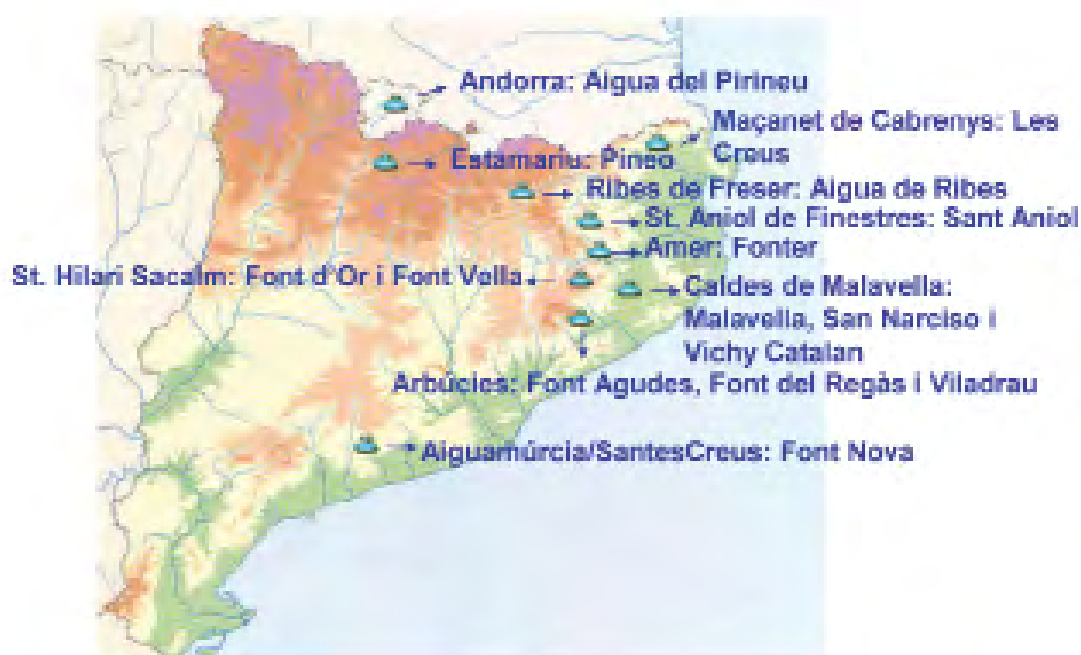 Andorra: Aigua del Pirineu
Maçanet de Cabrenys: Les
Creus
Estamariu: Pineo
Ribes de Freser: Aigua de Ribes
St. Aniol de Finestres: Sant Aniol
Amer: Fonter
St. Hilari Sacalm: Font d'Or i Font Vella
Caldes de Malavella:
Malavella, San Narciso i
Vichy Catalan
Arbúcies: Font Agudes, Font del Regàs i Viladrau
Aiguamúrcia/SantesCreus: Font Nova